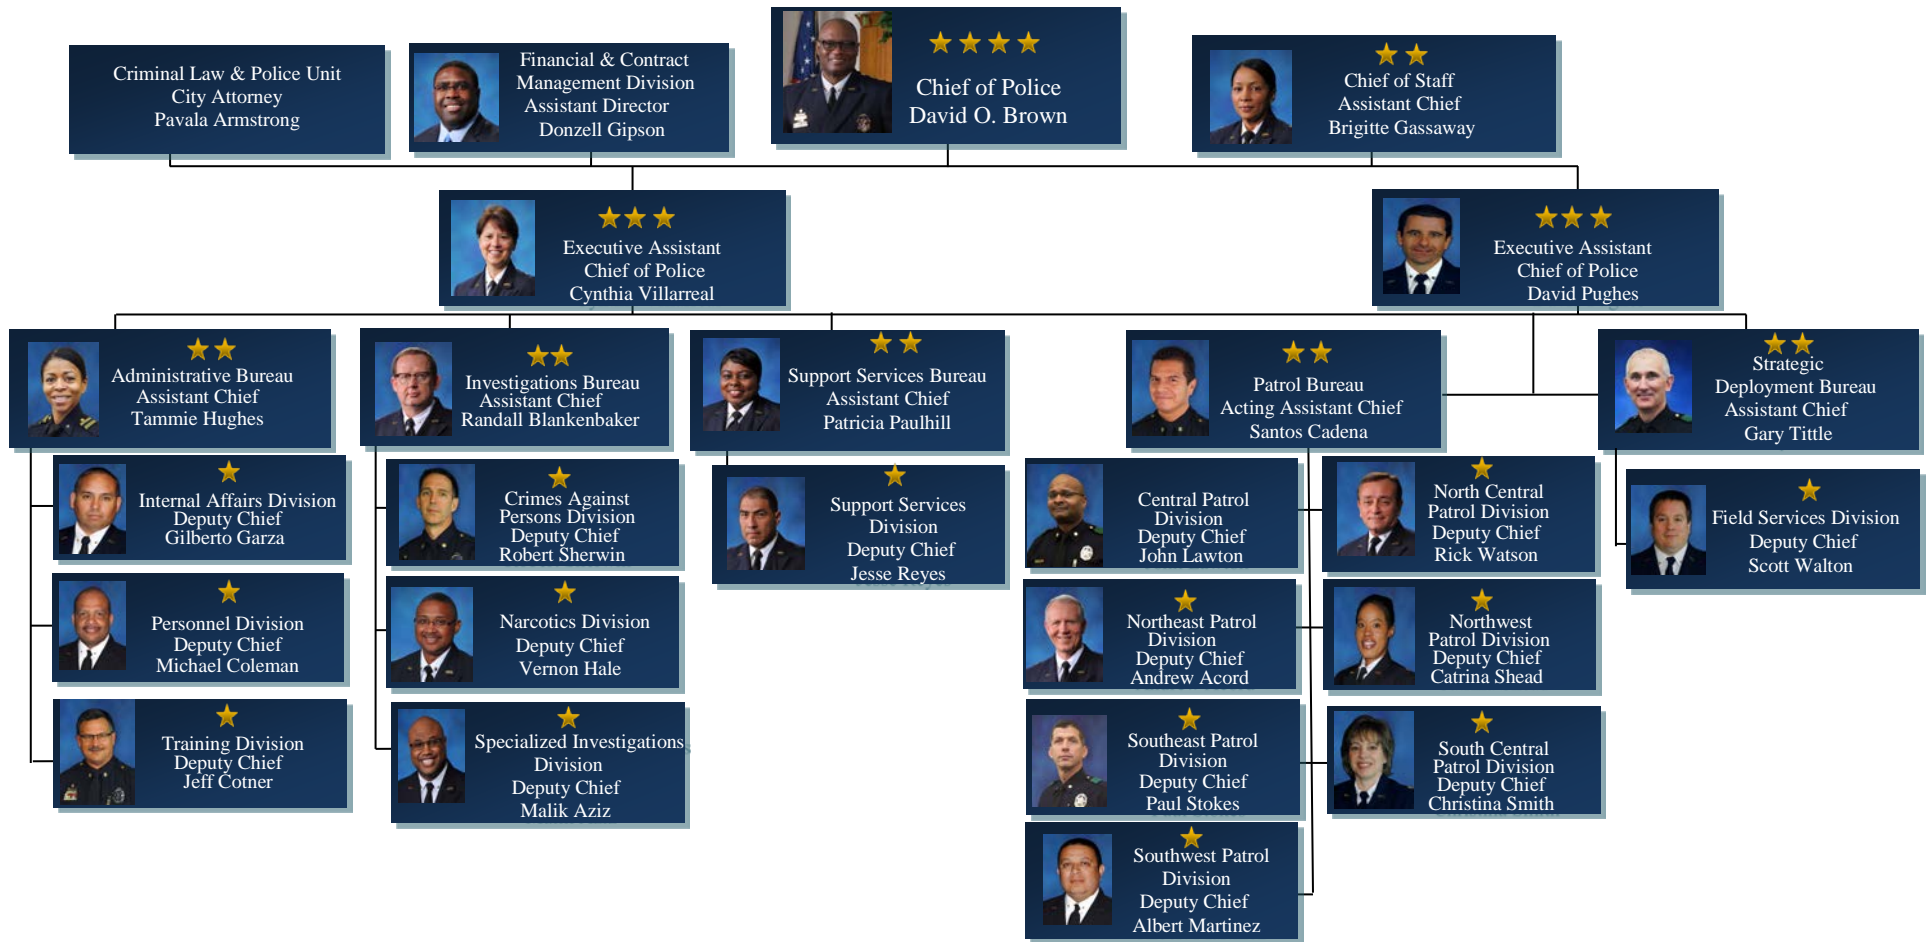 Criminal Law & Police Unit
City Attorney
Pavala Armstrong
Financial & Contract
Management Division
Assistant Director
Donzell Gipson
Chief of Police
David O. Brown
Chief of Staff
Assistant Chief
Brigitte Gassaway
Executive Assistant
Chief of Police
Cynthia Villarreal
Executive Assistant
Chief of Police
David Pughes
Administrative Bureau
Assistant Chief
Tammie Hughes
Investigations Bureau
Assistant Chief
Randall Blankenbaker
Support Services Bureau
Assistant Chief
Patricia Paulhill
Patrol Bureau
Acting Assistant Chief
Santos Cadena
Strategic
Deployment Bureau
Assistant Chief
Gary Tittle
Internal Affairs Division
Deputy Chief
Gilberto Garza
Personnel Division
Deputy Chief
Michael Coleman
Training Division
Deputy Chief
Jeff Cotner
Crimes Against
Persons Division
Deputy Chief
Robert Sherwin
Narcotics Division
Deputy Chief
Vernon Hale
Specialized Investigations
Division
Deputy Chief
Malik Aziz
Support Services
Division
Deputy Chief
Jesse Reyes
Central Patrol
Division
Deputy Chief
John Lawton
North Central
Patrol Division
Deputy Chief
Rick Watson
Northeast Patrol
Division
Deputy Chief
Andrew Acord
Northwest
Patrol Division
Deputy Chief
Catrina Shead
Southeast Patrol
Division
Deputy Chief
Paul Stokes
South Central
Patrol Division
Deputy Chief
Christina Smith
Southwest Patrol
Division
Deputy Chief
Albert Martinez
Field Services Division
Deputy Chief
Scott Walton